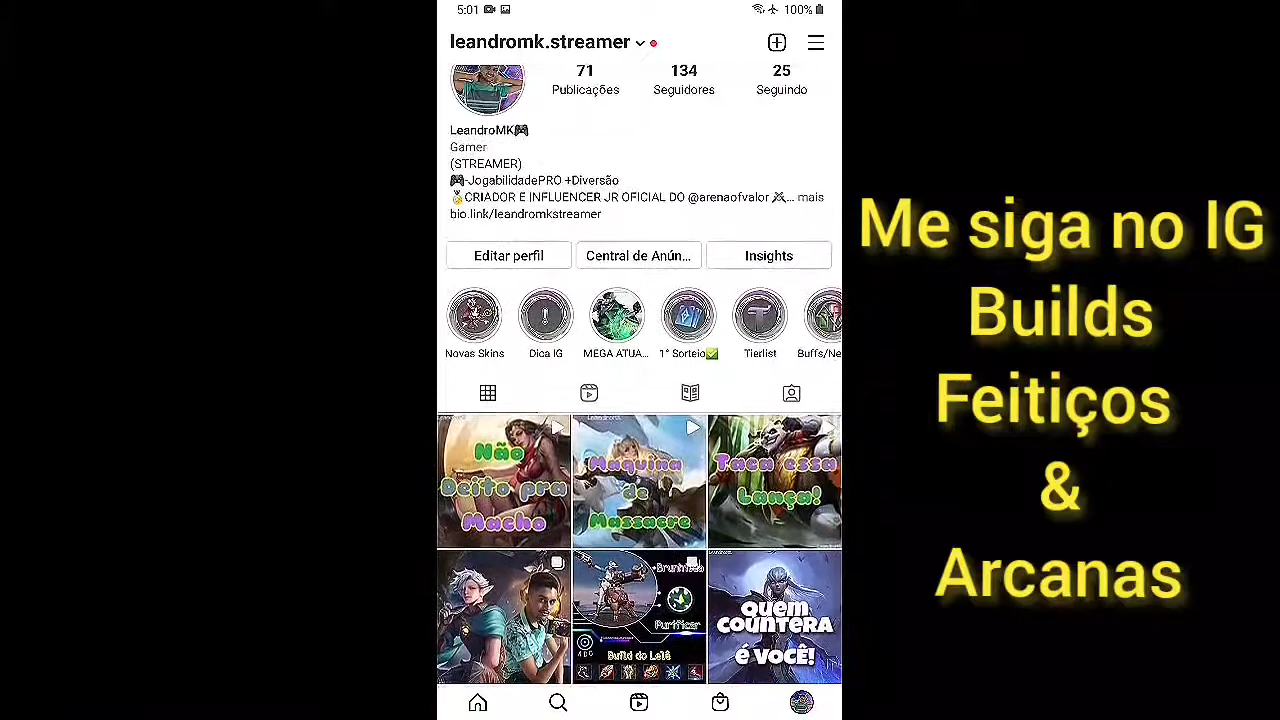 5:01
100%
leandromk.streamer
71
134
25
Publicações
Seguidores
Seguindo
LeandroMK🎮
Gamer
(STREAMER)
🎮-JogabilidadePRO +Diversão
🥇CRIADOR E INFLUENCER JR OFICIAL DO @arenaofvalor ⚔... mais
bio.link/leandromkstreamer
Editar perfil
Central de Anún...
Insights
Novas Skins
Dica IG
MEGA ATUA...
1° Sorteio✅
Tierlist
Buffs/Ne
Não
Deito pra
Macho
Maquina
de
Massacre
Taca essa
Lança!
Purificar
Build do Lelê
QUEM
COUNTERA
é VOCÊ!
Me siga no IG
Builds
Feitiços
&
Arcanas